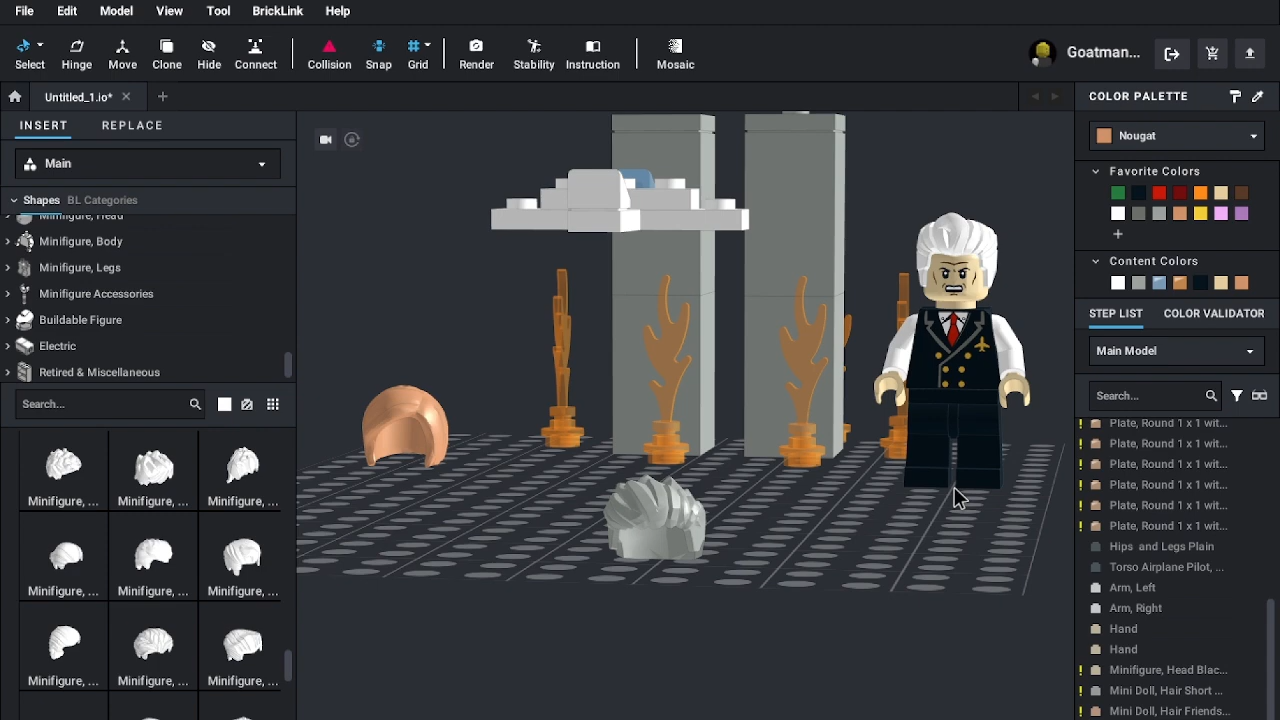 File Edit Model View Tool BrickLink Help
Select Hinge Move Clone Hide Connect Collision Snap Grid Render Stability Instruction Mosaic Goatman...
Untitled_1.io*
INSERT REPLACE
Main
Shapes BL Categories
Minifigure, Head
Minifigure, Body
Minifigure, Legs
Minifigure Accessories
Buildable Figure
Electric
Retired & Miscellaneous
Search...
Minifigure, ... Minifigure, ... Minifigure, ...
Minifigure, ... Minifigure, ... Minifigure, ...
Minifigure, ... Minifigure, ... Minifigure, ...
COLOR PALETTE
Nougat
Favorite Colors
Content Colors
STEP LIST COLOR VALIDATOR
Main Model
Search...
Plate, Round 1 x 1 wit...
Plate, Round 1 x 1 wit...
Plate, Round 1 x 1 wit...
Plate, Round 1 x 1 wit...
Plate, Round 1 x 1 wit...
Plate, Round 1 x 1 wit...
Hips and Legs Plain
Torso Airplane Pilot, ...
Arm, Left
Arm, Right
Hand
Hand
Minifigure, Head Blac...
Mini Doll, Hair Short ...
Mini Doll, Hair Friends...